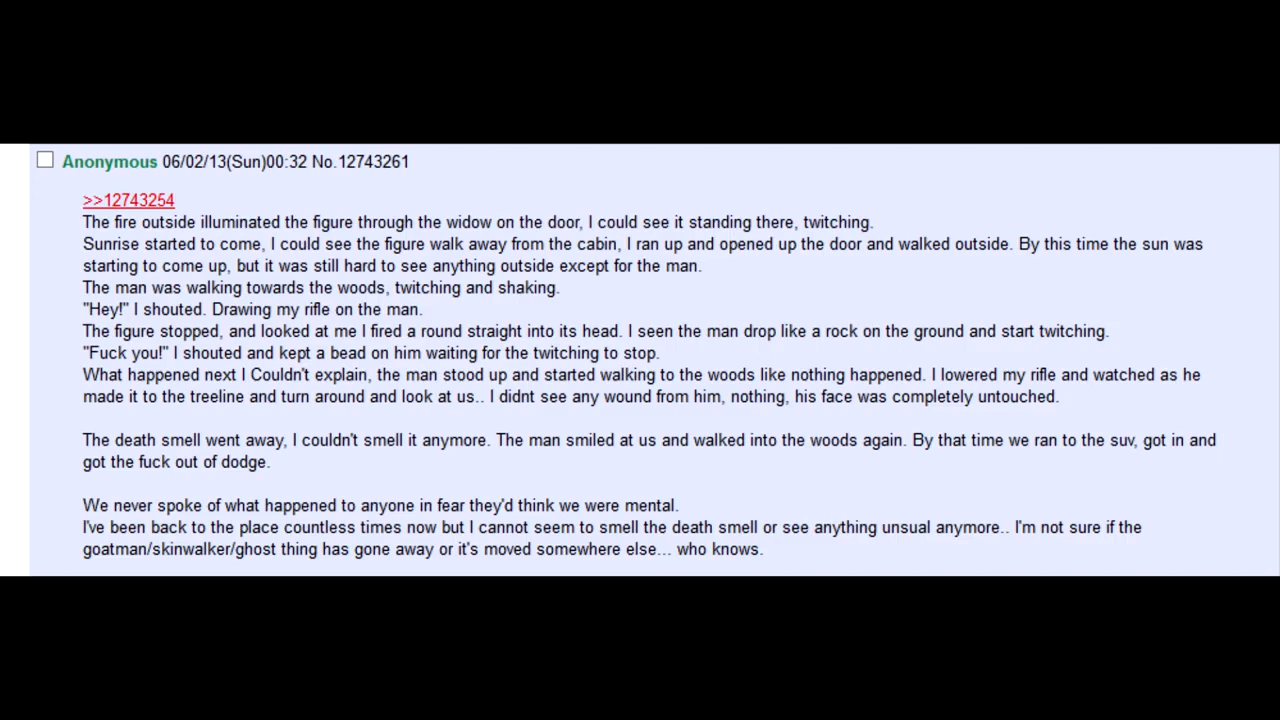 Anonymous 06/02/13(Sun)00:32 No.12743261
>>12743254
The fire outside illuminated the figure through the widow on the door, I could see it standing there, twitching.
Sunrise started to come, I could see the figure walk away from the cabin, I ran up and opened up the door and walked outside. By this time the sun was
starting to come up, but it was still hard to see anything outside except for the man.
The man was walking towards the woods, twitching and shaking.
"Hey!" I shouted. Drawing my rifle on the man.
The figure stopped, and looked at me I fired a round straight into its head. I seen the man drop like a rock on the ground and start twitching.
"Fuck you!" I shouted and kept a bead on him waiting for the twitching to stop.
What happened next I Couldn't explain, the man stood up and started walking to the woods like nothing happened. I lowered my rifle and watched as he
made it to the treeline and turn around and look at us.. I didnt see any wound from him, nothing, his face was completely untouched.
The death smell went away, I couldn't smell it anymore. The man smiled at us and walked into the woods again. By that time we ran to the suv, got in and
got the fuck out of dodge.
We never spoke of what happened to anyone in fear they'd think we were mental.
I've been back to the place countless times now but I cannot seem to smell the death smell or see anything unsual anymore.. I'm not sure if the
goatman/skinwalker/ghost thing has gone away or it's moved somewhere else... who knows.